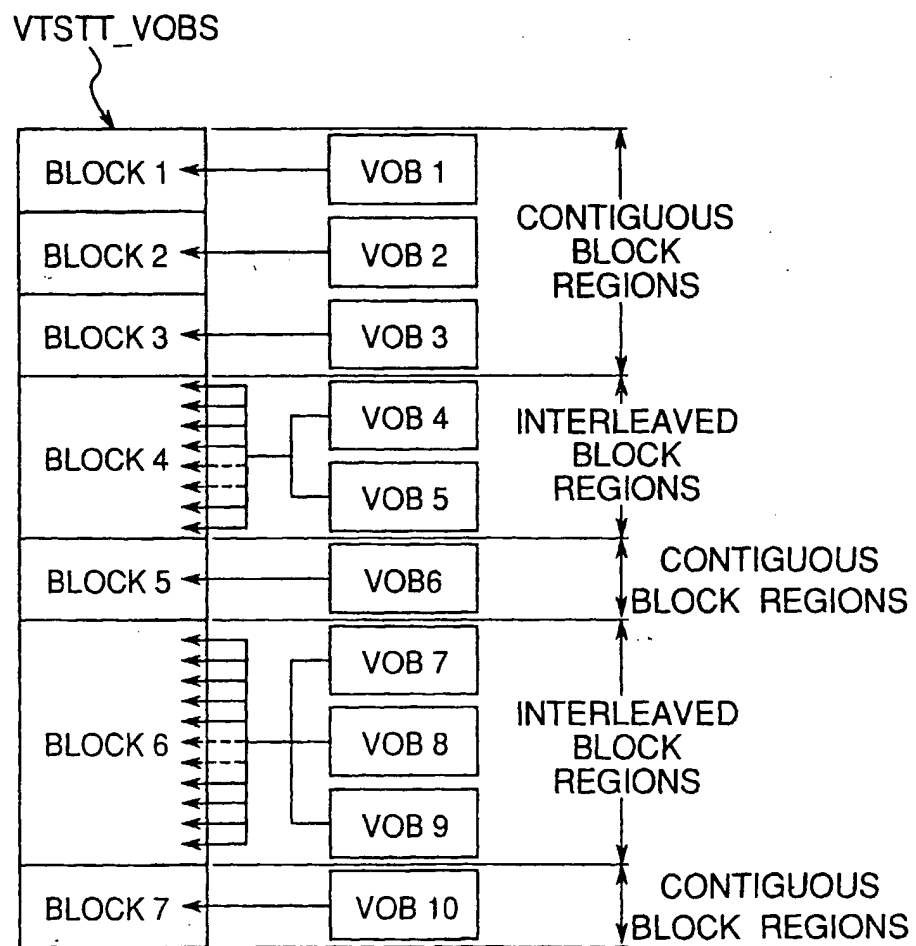 VTSTT_VOBS
BLOCK 1
VOB 1
BLOCK 2
VOB 2
BLOCK 3
VOB 3
CONTIGUOUS
BLOCK
REGIONS
BLOCK 4
VOB 4
VOB 5
INTERLEAVED
BLOCK
REGIONS
BLOCK 5
VOB6
CONTIGUOUS
BLOCK REGIONS
BLOCK 6
VOB 7
VOB 8
VOB 9
INTERLEAVED
BLOCK
REGIONS
BLOCK 7
VOB 10
CONTIGUOUS
BLOCK REGIONS